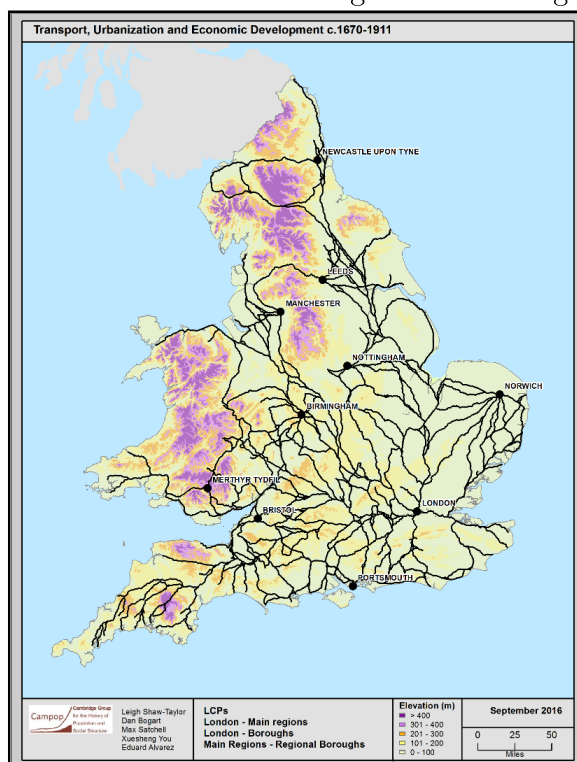 Transport, Urbanization and Economic Development c.1670-1911
NEWCASTLE UPON TYNE
LEEDS
MANCHESTER
NOTTINGHAM
NORWICH
BIRMINGHAM
MERTHYR TYDFIL
LONDON
BRISTOL
PORTSMOUTH
Campop
Cambridge Group
for the History of
Population and
Social Structure
Leigh Shaw-Taylor
Dan Bogart
Max Satchell
Xuesheng You
Eduard Alvarez
LCPs
London - Main regions
London - Boroughs
Main Regions - Regional Boroughs
Elevation (m)
> 400
301 - 400
201 - 300
101 - 200
0 - 100
September 2016
0 25 50
Miles